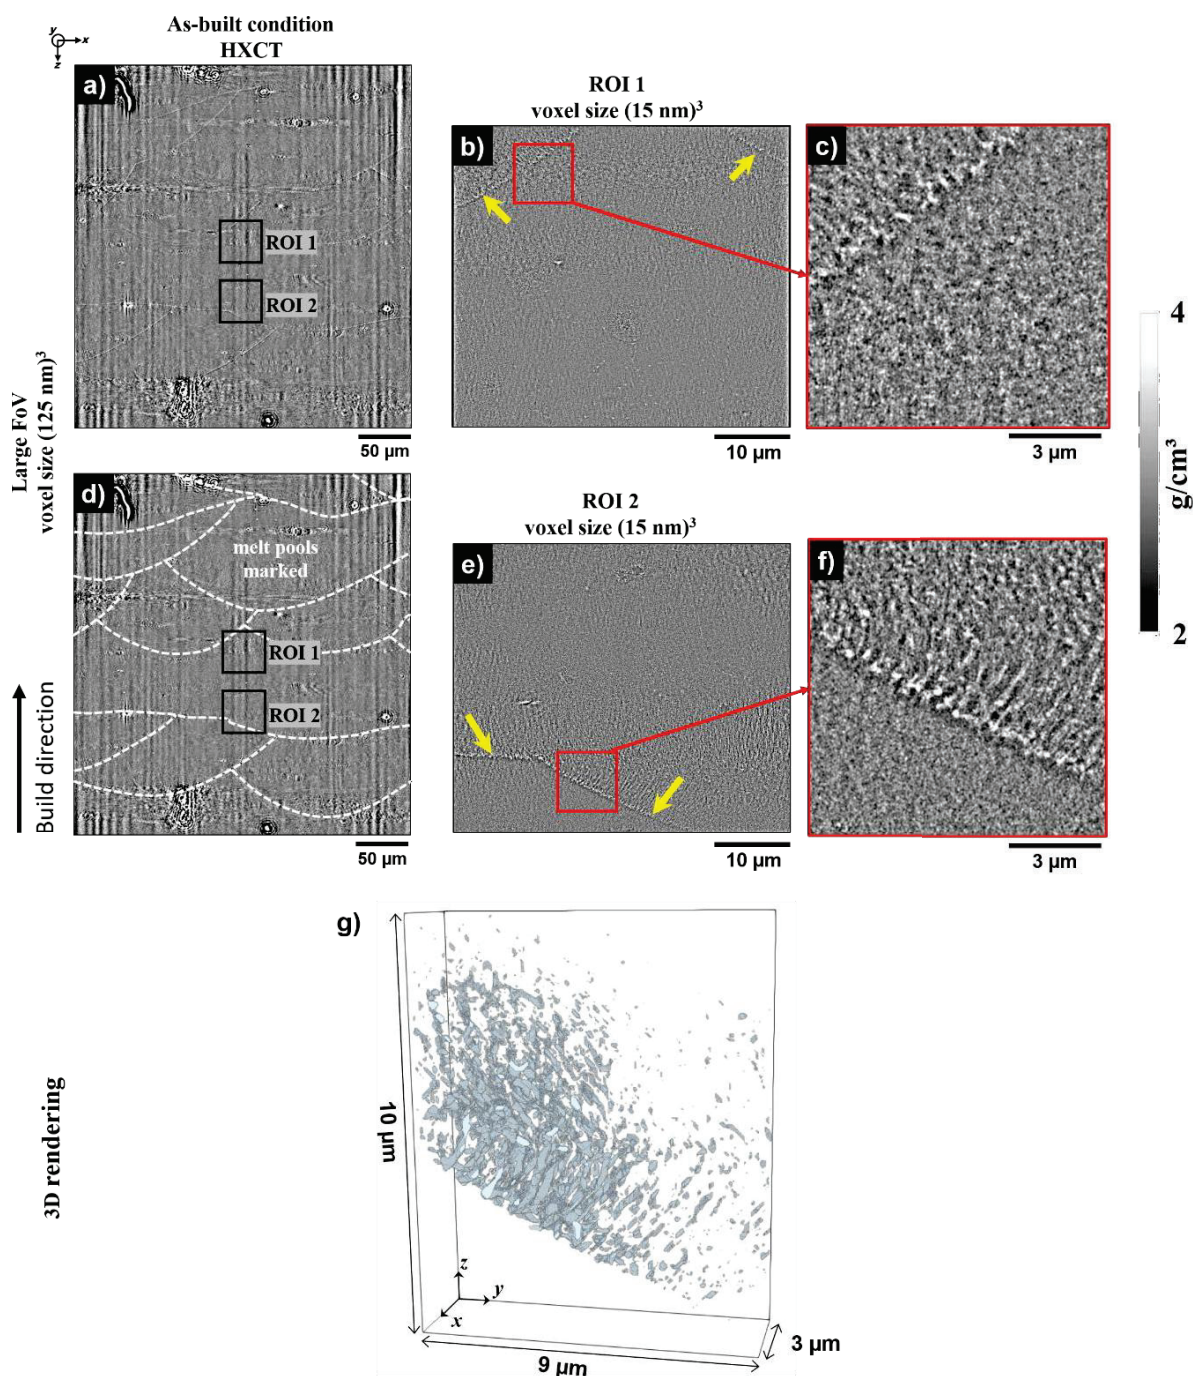 As-built condition
HXCT
y
x
z
a)
ROI 1
ROI 2
50 µm
ROI 1
voxel size (15 nm)³
b)
10 µm
c)
3 µm
Large FoV
voxel size (125 nm)³
4
g/cm³
2
d)
melt pools
marked
ROI 1
ROI 2
50 µm
Build direction
ROI 2
voxel size (15 nm)³
e)
10 µm
f)
3 µm
3D rendering
g)
10 µm
z
y
x
9 µm
3 µm